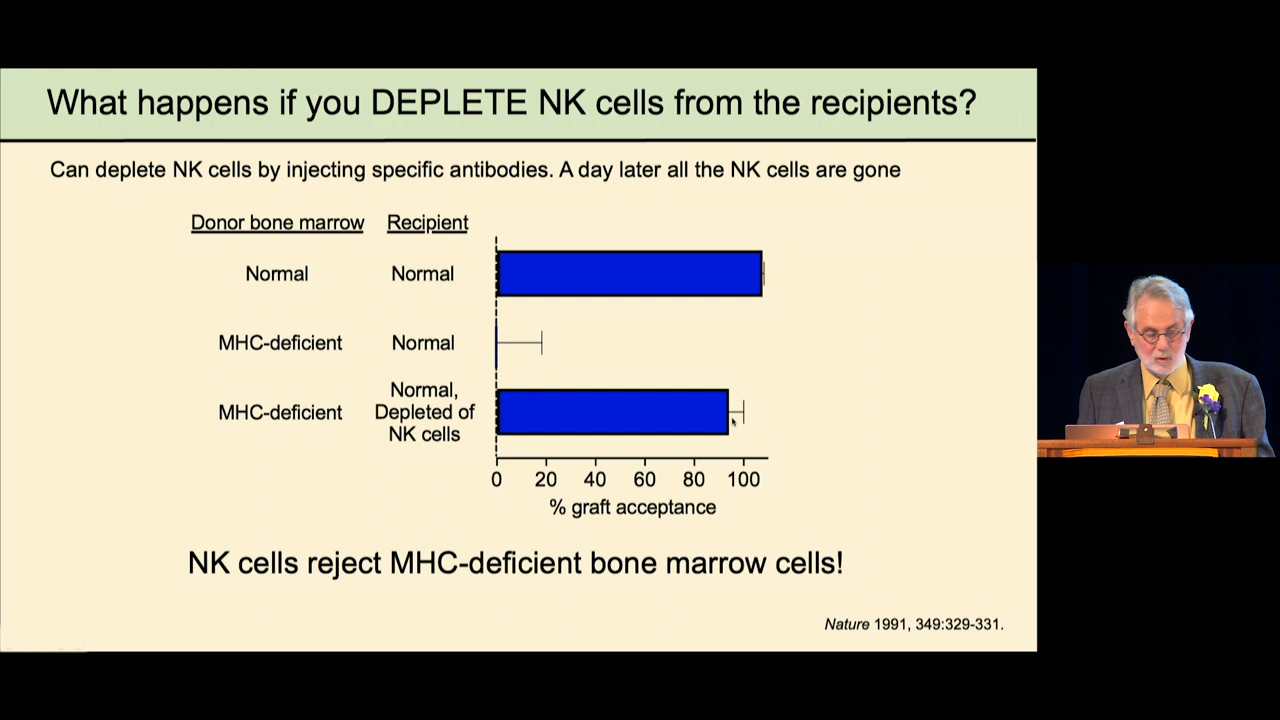 What happens if you DEPLETE NK cells from the recipients?
Can deplete NK cells by injecting specific antibodies. A day later all the NK cells are gone
Donor bone marrow Recipient
Normal Normal
MHC-deficient Normal
MHC-deficient Normal,
Depleted of
NK cells
0 20 40 60 80 100
% graft acceptance
NK cells reject MHC-deficient bone marrow cells!
Nature 1991, 349:329-331.